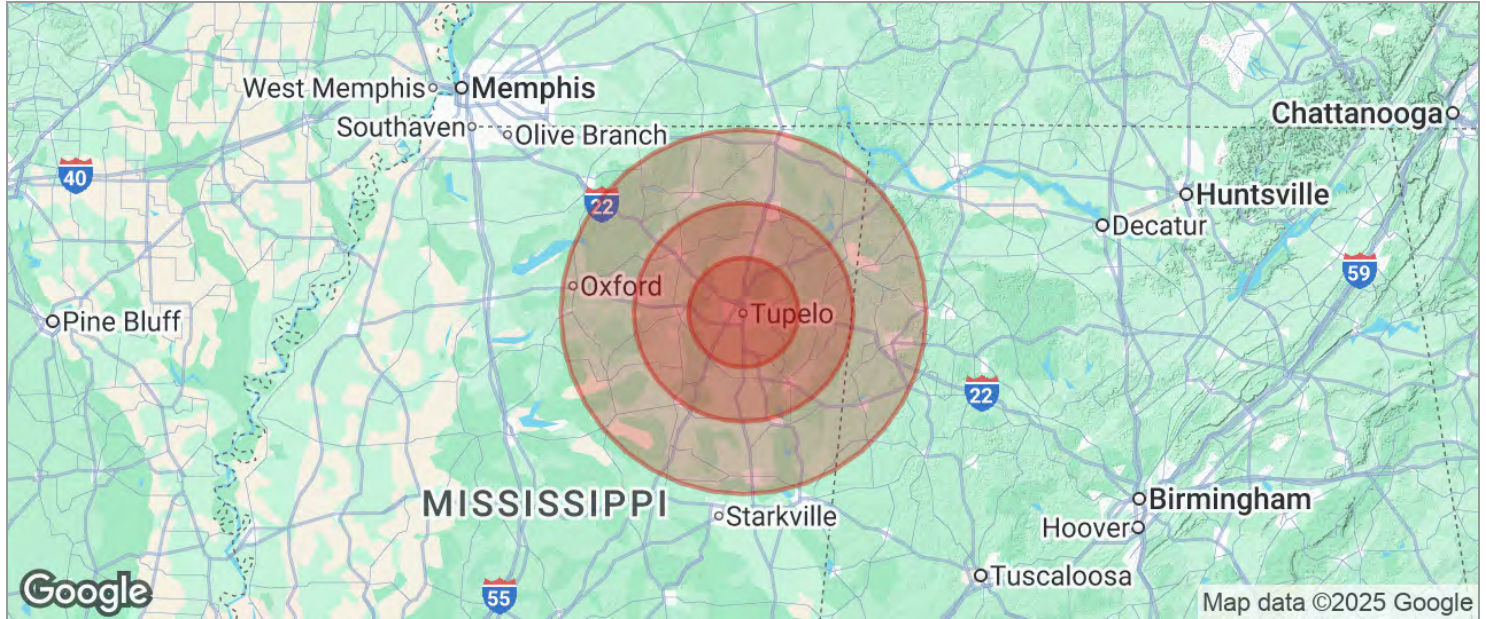 West Memphis
Memphis
Chattanooga
Southaven
Olive Branch
40
22
Huntsville
Decatur
59
Oxford
Tupelo
Pine Bluff
22
MISSISSIPPI
Starkville
Birmingham
Hoover
Tuscaloosa
55
Google
Map data ©2025 Google